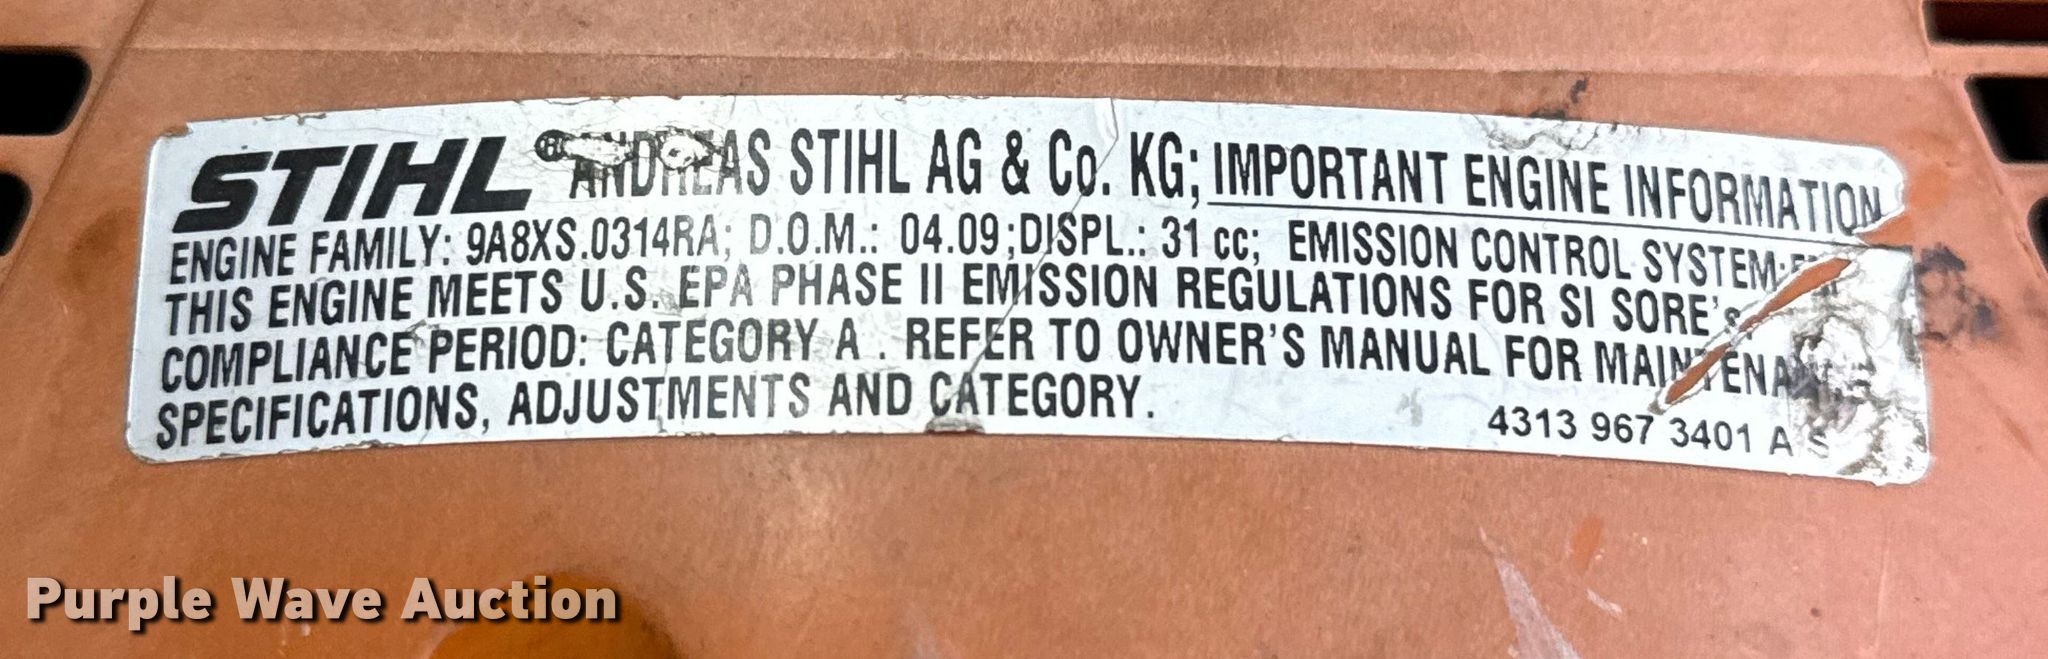 STIHL ® ANDREAS STIHL AG & Co. KG; IMPORTANT ENGINE INFORMATION
ENGINE FAMILY: 9A8XS.0314RA; D.O.M.: 04.09;DISPL.: 31 cc; EMISSION CONTROL SYSTEM:
THIS ENGINE MEETS U.S. EPA PHASE II EMISSION REGULATIONS FOR SI SORE's
COMPLIANCE PERIOD: CATEGORY A . REFER TO OWNER'S MANUAL FOR MAINTENANCE
SPECIFICATIONS, ADJUSTMENTS AND CATEGORY.
4313 967 3401 A S
Purple Wave Auction